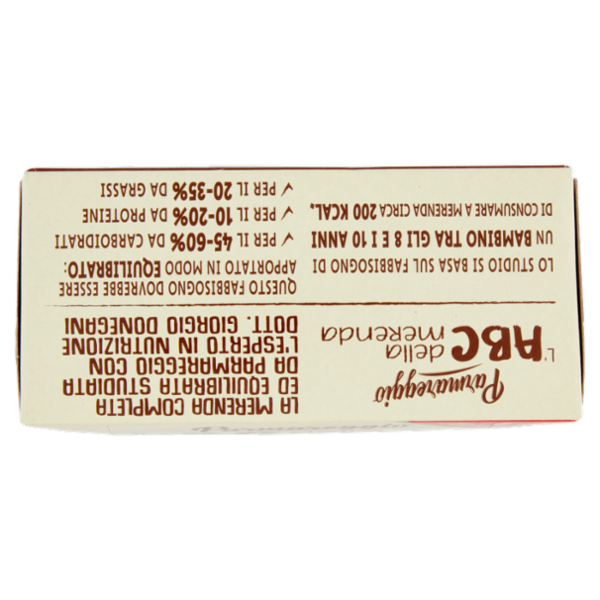 Parmareggio
L'ABC
della
merenda
LA MERENDA COMPLETA
ED EQUILIBRATA STUDIATA
DA PARMAREGGIO CON
L'ESPERTO IN NUTRIZIONE
DOTT. GIORGIO DONEGANI
LO STUDIO SI BASA SUL FABBISOGNO DI
UN BAMBINO TRA GLI 8 E I 10 ANNI
DI CONSUMARE A MERENDA CIRCA 200 KCAL.
QUESTO FABBISOGNO DOVREBBE ESSERE
APPORTATO IN MODO EQUILIBRATO:
✓ PER IL 45-60% DA CARBOIDRATI
✓ PER IL 10-20% DA PROTEINE
✓ PER IL 20-35% DA GRASSI